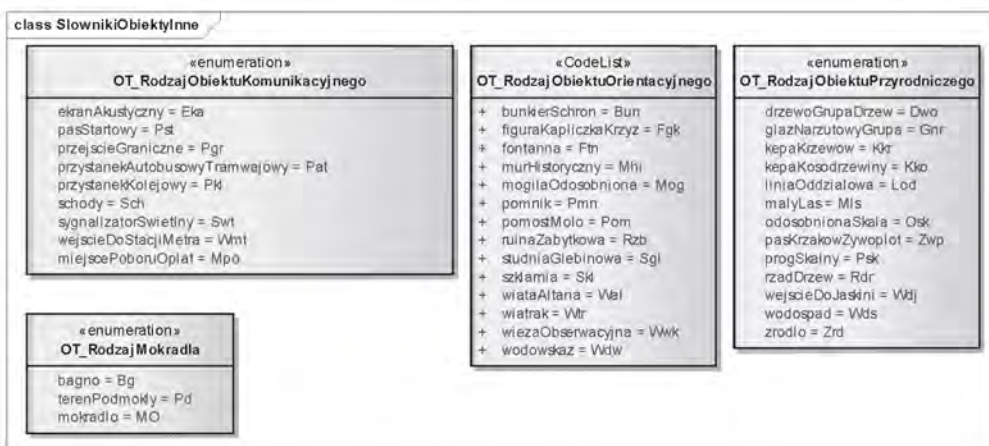 class SlownikiObiektyInne
«enumeration»
OT_RodzajObiektuKomunikacyjnego
ekranAkustyczny = Eka
pasStartowy = Pst
przejscieGraniczne = Pgr
przystanekAutobusowyTramwajowy = Pat
przystanekKolejowy = Pkl
schody = Sch
sygnalizatorSwietlny = Swt
wejscieDoStacjiMetra = Wmt
miejscePoboruOplat = Mpo
«CodeList»
OT_RodzajObiektuOrientacyjnego
+ bunkierSchron = Bun
+ figuraKapliczkaKrzyz = Fgk
+ fontanna = Ftn
+ murHistoryczny = Mhi
+ mogilaOdosobniona = Mog
+ pomnik = Pmn
+ pomostMolo = Pom
+ ruinaZabytkowa = Rzb
+ studniaGlebinowa = Sgl
+ szklarnia = Skl
+ wiataAltana = Wal
+ wiatrak = Wtr
+ wiezaObserwacyjna = Wwk
+ wodowskaz = Wdw
«enumeration»
OT_RodzajObiektuPrzyrodniczego
drzewoGrupaDrzew = Dwo
glazNarzutowyGrupa = Gnr
kepaKrzewow = Kkr
kepaKosodrzewiny = Kko
liniaOddzialowa = Lod
malyLas = Mls
odosobnionaSkala = Osk
pasKrzakowZywoplot = Zwp
progSkalny = Psk
rzadDrzew = Rdr
wejscieDoJaskini = Wdj
wodospad = Wds
zrodlo = Zrd
«enumeration»
OT_RodzajMokradla
bagno = Bg
terenPodmokly = Pd
mokradlo = MO